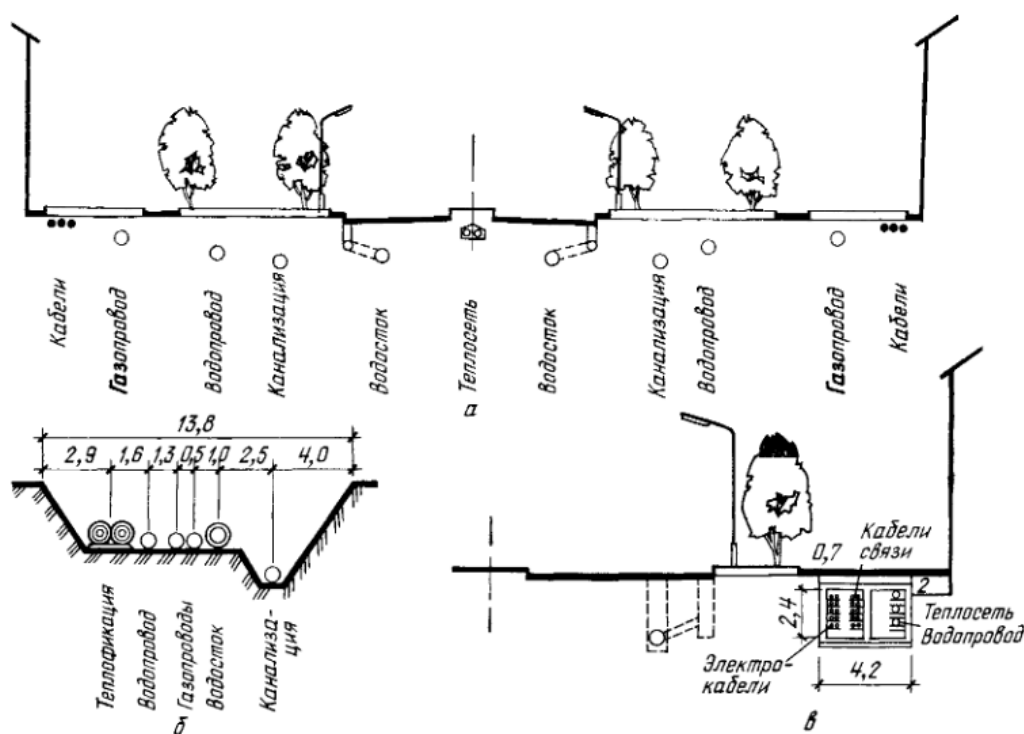 Кабели
Газопровод
Водопровод
Канализация
Водосток
Теплосеть
Водосток
Канализация
Водопровод
Газопровод
Кабели
а
13,8
2,9 1,6 1,3 0,5 1,0 2,5 4,0
Теплофикация
Водопровод
Газопроводы
Водосток
Канализа-
ция
б
0,7
Кабели
связи
2
2,4
Теплосеть
Водопровод
Электро-
кабели
4,2
в